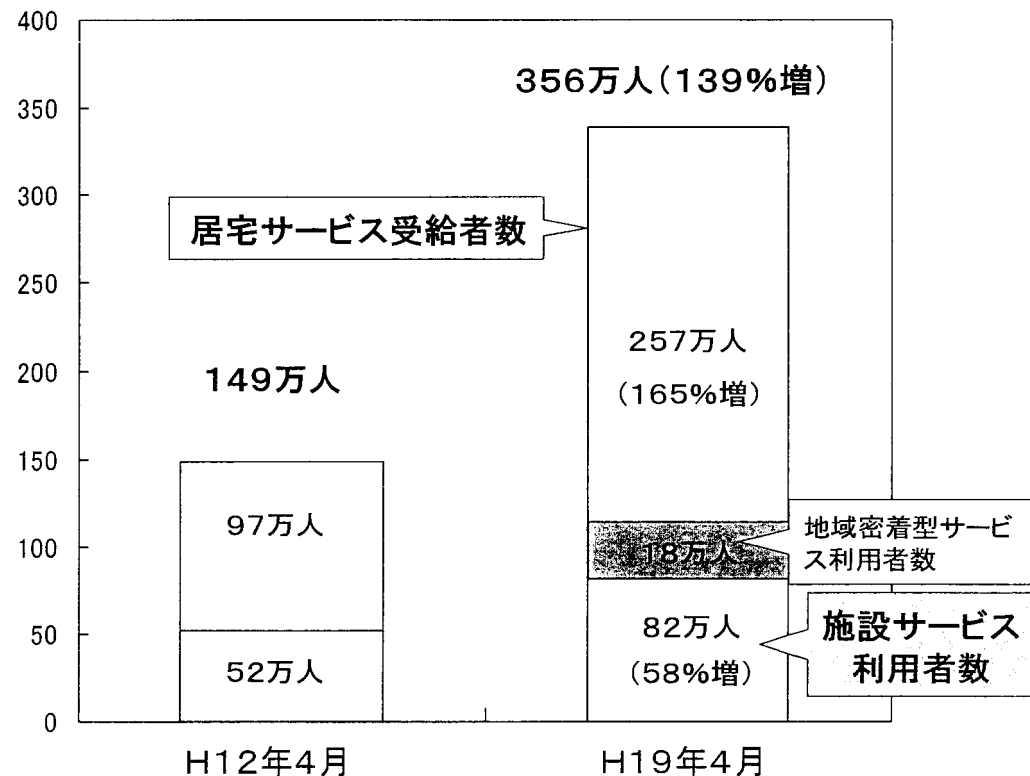 400
350
300
250
200
150
100
50
0
356万人(139%増)
居宅サービス受給者数
257万人
(165%増)
149万人
97万人
18万人
地域密着型サービ
ス利用者数
52万人
82万人
(58%増)
施設サービス
利用者数
H12年4月
H19年4月